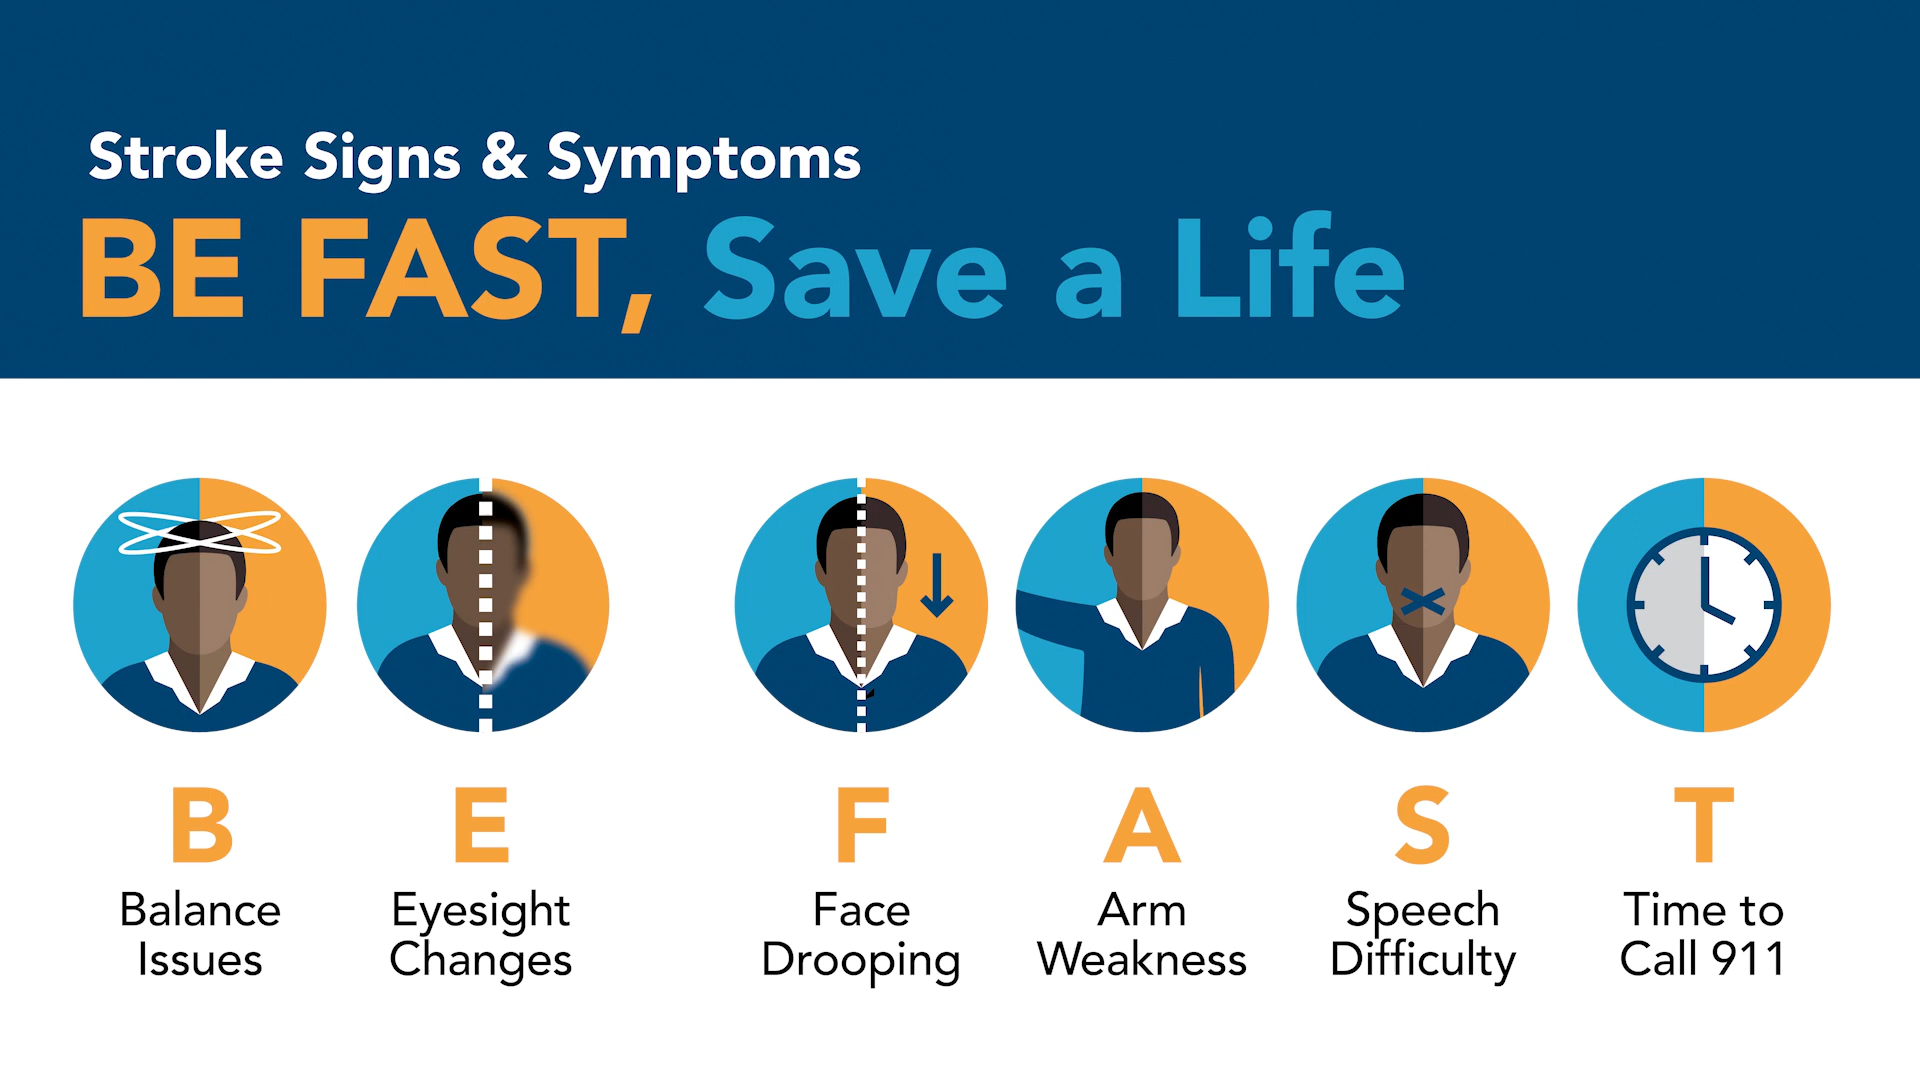 Stroke Signs & Symptoms
BE FAST, Save a Life
B
Balance
Issues
E
Eyesight
Changes
F
Face
Drooping
A
Arm
Weakness
S
Speech
Difficulty
T
Time to
Call 911